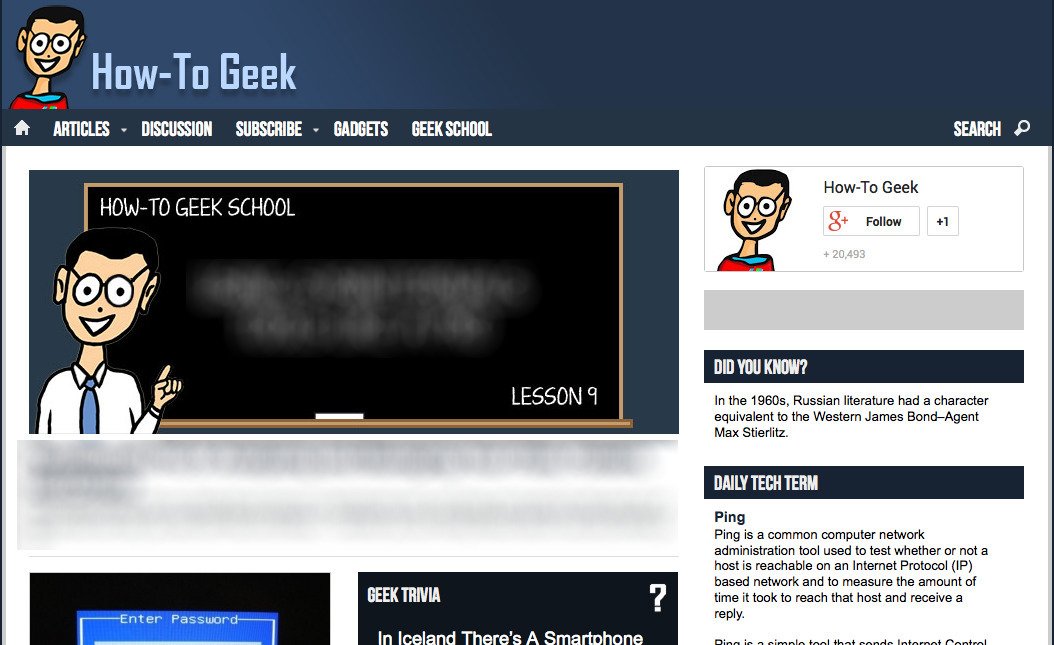 How-To Geek
ARTICLES DISCUSSION SUBSCRIBE GADGETS GEEK SCHOOL SEARCH
HOW-TO GEEK SCHOOL
LESSON 9
How-To Geek
g+ Follow +1
+ 20,493
DID YOU KNOW?
In the 1960s, Russian literature had a character
equivalent to the Western James Bond–Agent
Max Stierlitz.
DAILY TECH TERM
Ping
Ping is a common computer network
administration tool used to test whether or not a
host is reachable on an Internet Protocol (IP)
based network and to measure the amount of
time it took to reach that host and receive a
reply.
Ping is a simple tool that sends Internet Control
Enter Password
GEEK TRIVIA ?
In Iceland There's A Smartphone